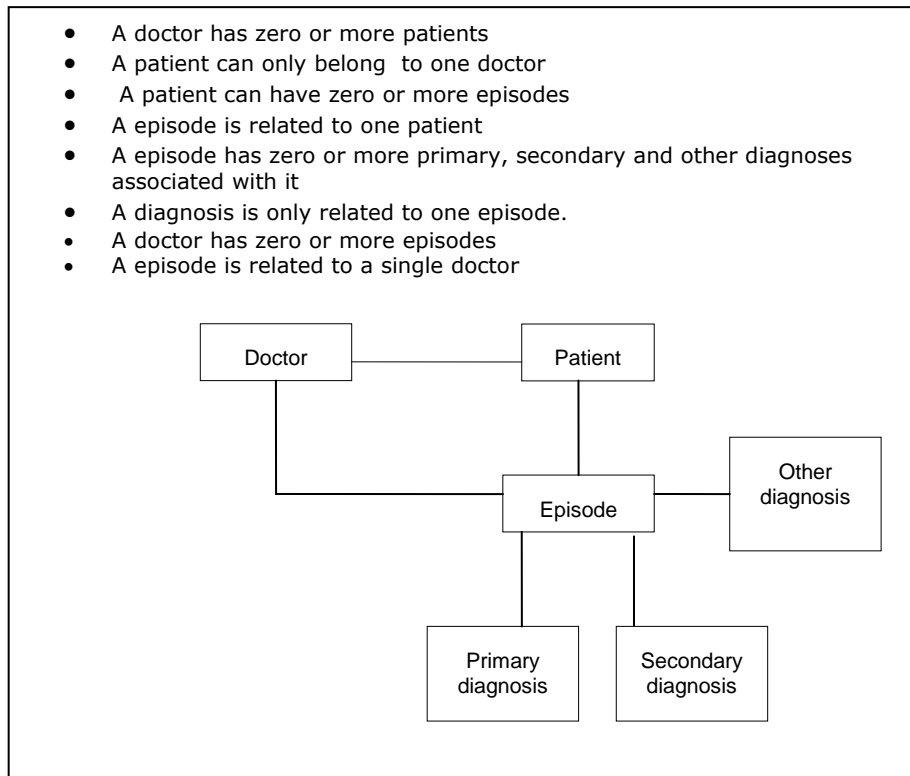 • A doctor has zero or more patients
• A patient can only belong  to one doctor
• A patient can have zero or more episodes
• A episode is related to one patient
• A episode has zero or more primary, secondary and other diagnoses
associated with it
• A diagnosis is only related to one episode.
• A doctor has zero or more episodes
• A episode is related to a single doctor
Doctor
Patient
Other
diagnosis
Episode
Primary
diagnosis
Secondary
diagnosis